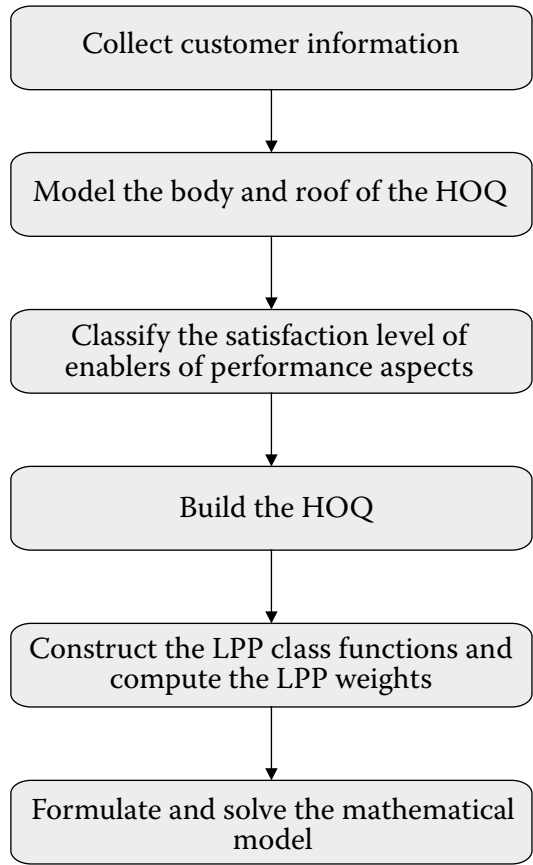 Collect customer information
Model the body and roof of the HOQ
Classify the satisfaction level of
enablers of performance aspects
Build the HOQ
Construct the LPP class functions and
compute the LPP weights
Formulate and solve the mathematical
model